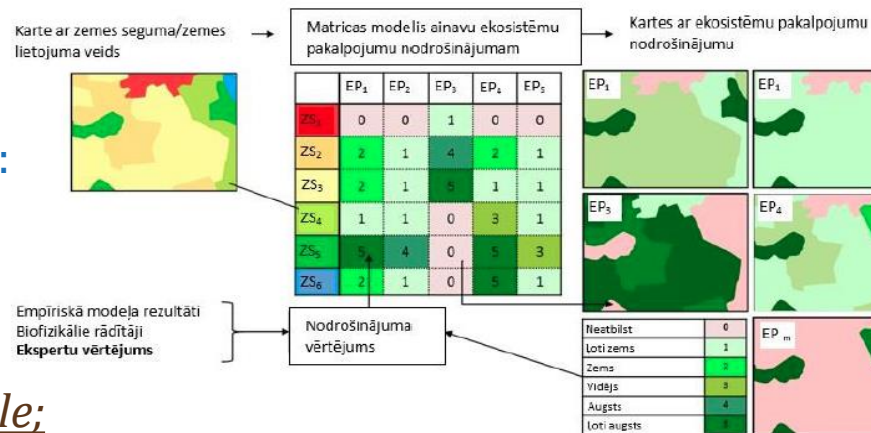 Karte ar zemes seguma/zemes
lietojuma veids
Matricas modelis ainavu ekosistēmu
pakalpojumu nodrošinājumam
Kartes ar ekosistēmu pakalpojumu
nodrošinājumu
:
EP₁ EP₂ EP₃ EP₄ EP₅
ZS₁ 0 0 1 0 0
ZS₂ 2 1 4 2 1
ZS₃ 2 1 5 1 1
ZS₄ 1 1 0 3 1
ZS₅ 5 4 0 5 3
ZS₆ 2 1 0 5 1
EP₁
EP₁
EP₃
EP₄
EP m
Empīriskā modeļa rezultāti
Biofizikālie rādītāji
Ekspertu vērtējums
Nodrošinājuma
vērtējums
Neatbilst 0
Ļoti zems 1
Zems 2
Vidējs 3
Augsts 4
Ļoti augsts 5
le;